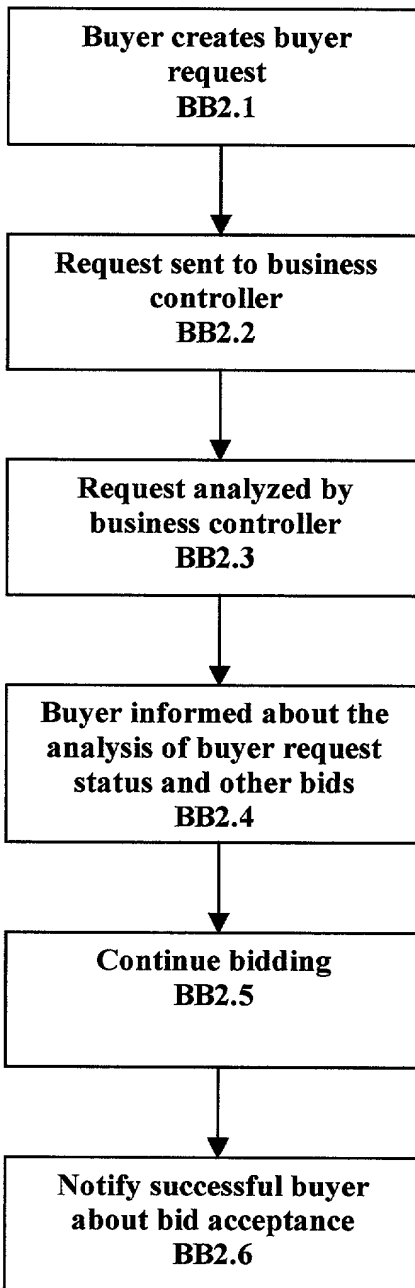 Buyer creates buyer
request
BB2.1
Request sent to business
controller
BB2.2
Request analyzed by
business controller
BB2.3
Buyer informed about the
analysis of buyer request
status and other bids
BB2.4
Continue bidding
BB2.5
Notify successful buyer
about bid acceptance
BB2.6